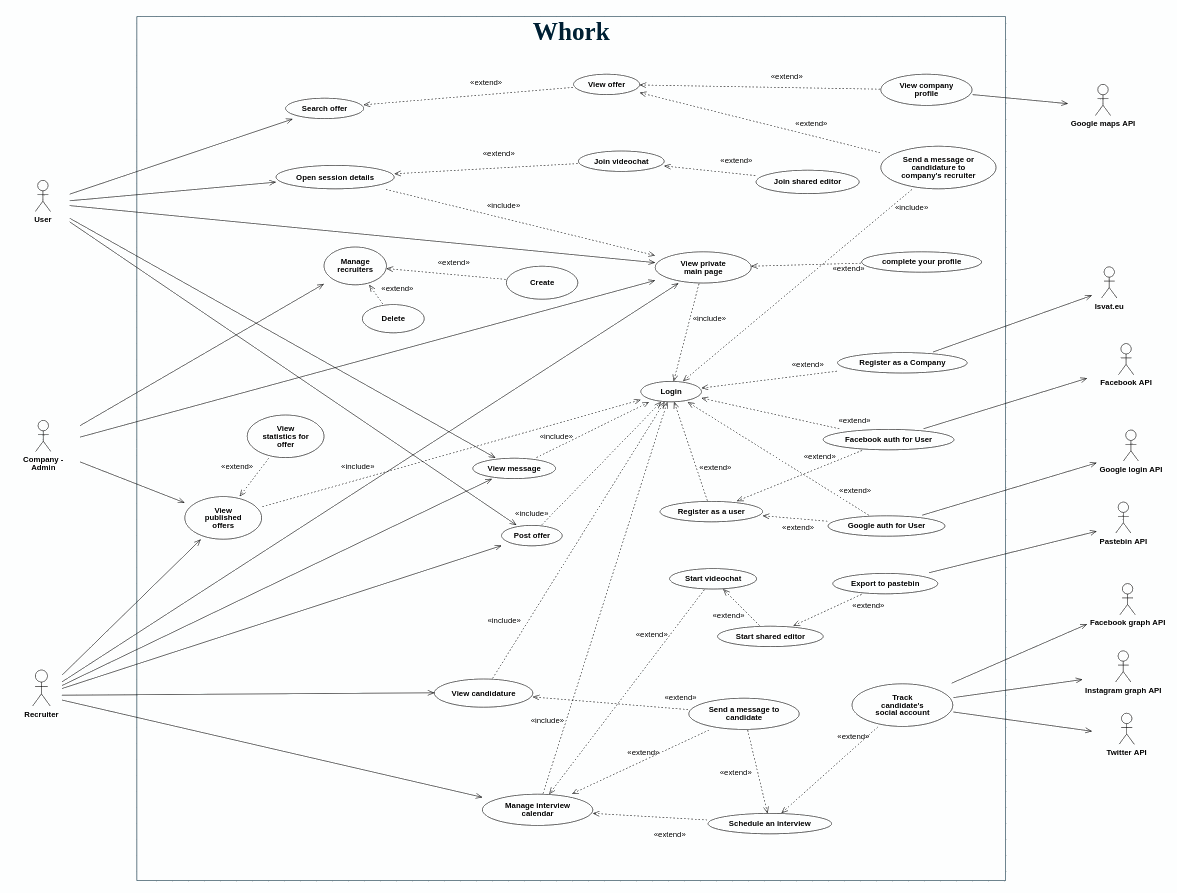 Whork
«extend»
View offer
«extend»
View company
profile
Search offer
Google maps API
«extend»
«extend»
Join videochat
«extend»
Send a message or
candidature to
company's recruiter
Open session details
Join shared editor
User
«include»
«include»
Manage
recruiters
«extend»
View private
main page
«extend»
complete your profile
Create
«extend»
Delete
lsvat.eu
«include»
Register as a Company
«extend»
Login
Facebook API
View
statistics for
offer
«extend»
Facebook auth for User
«include»
Company -
Admin
«extend»
«include»
View message
«extend»
«extend»
Google login API
«extend»
View
published
offers
«include»
Register as a user
«extend»
Google auth for User
Post offer
Pastebin API
Start videochat
Export to pastebin
«extend»
«extend»
«include»
«extend»
Start shared editor
Facebook graph API
Recruiter
View candidature
«extend»
Send a message to
candidate
Track
candidate's
social account
Instagram graph API
«include»
«extend»
«extend»
Twitter API
«extend»
Manage interview
calendar
Schedule an interview
«extend»